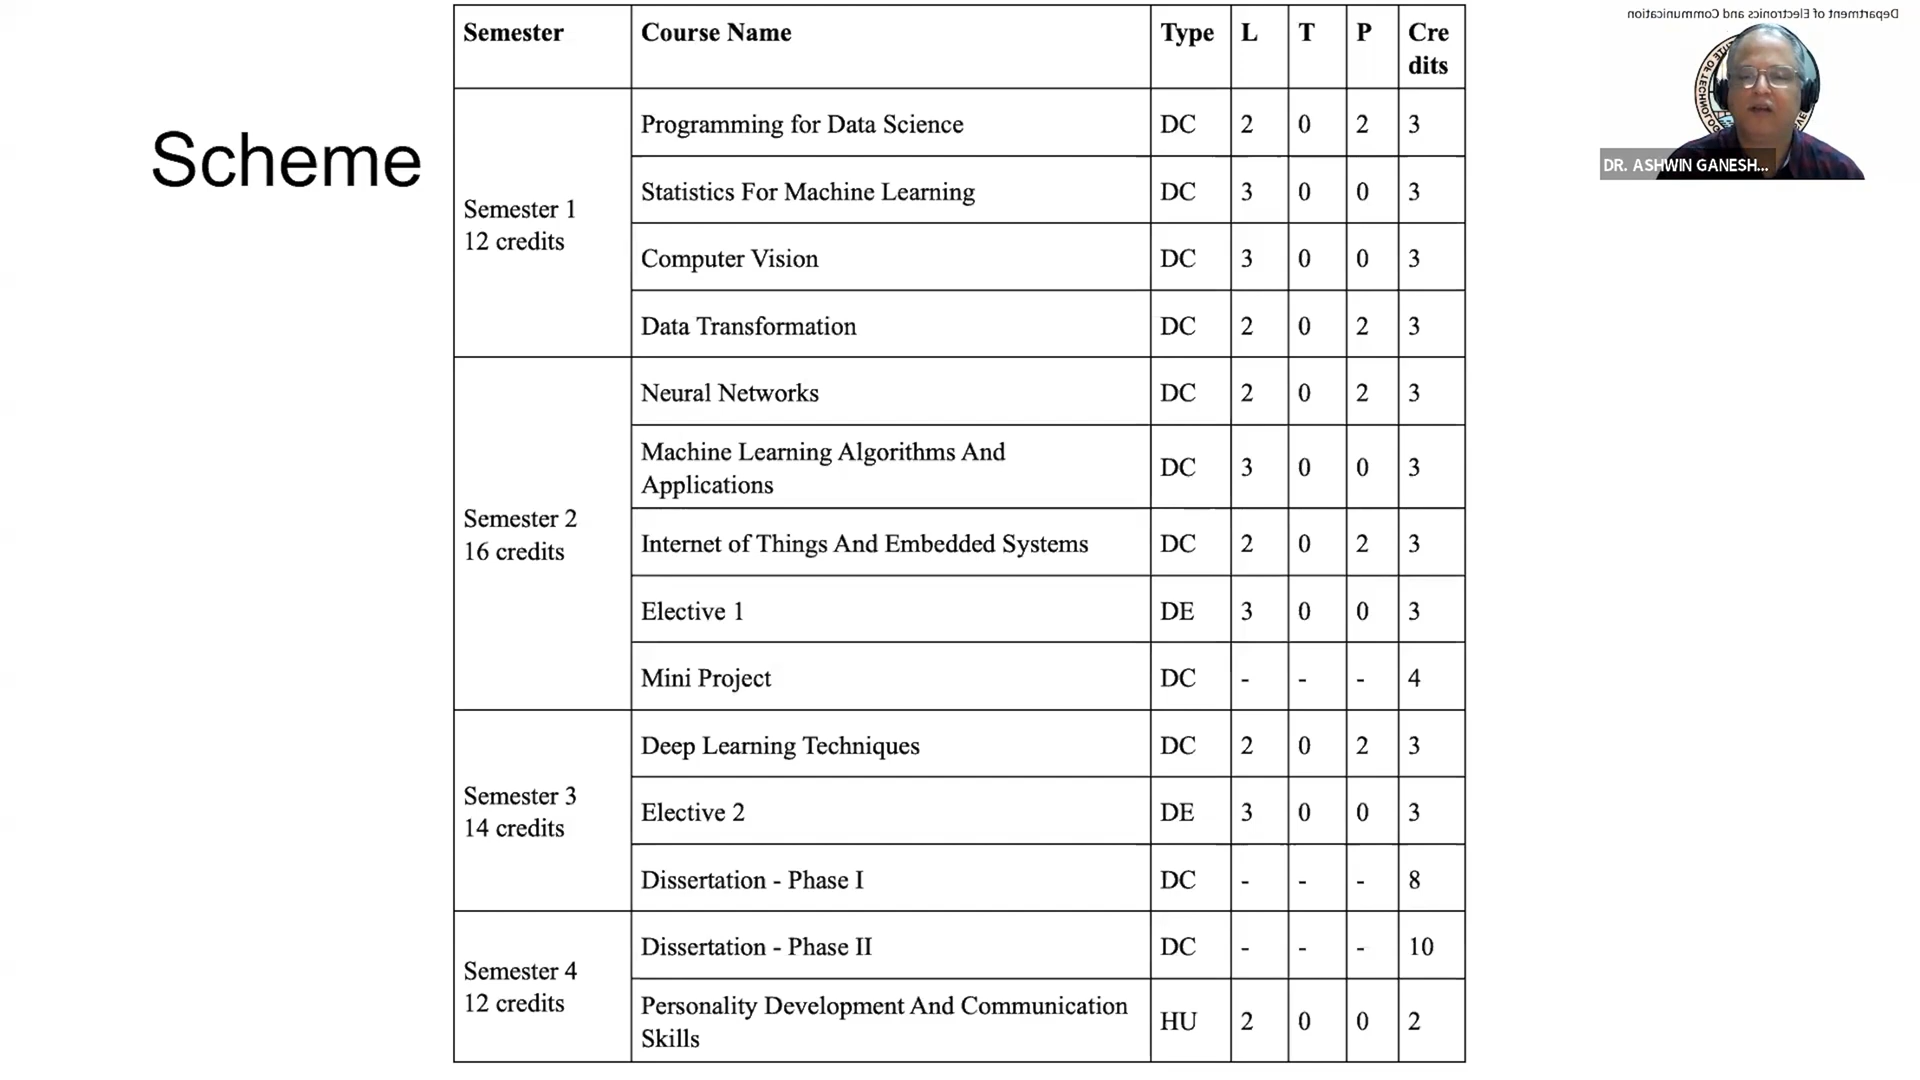 Scheme
Semester Course Name Type L T P Cre
dits
Semester 1
12 credits
Programming for Data Science DC 2 0 2 3
Statistics For Machine Learning DC 3 0 0 3
Computer Vision DC 3 0 0 3
Data Transformation DC 2 0 2 3
Semester 2
16 credits
Neural Networks DC 2 0 2 3
Machine Learning Algorithms And
Applications DC 3 0 0 3
Internet of Things And Embedded Systems DC 2 0 2 3
Elective 1 DE 3 0 0 3
Mini Project DC - - - 4
Semester 3
14 credits
Deep Learning Techniques DC 2 0 2 3
Elective 2 DE 3 0 0 3
Dissertation - Phase I DC - - - 8
Semester 4
12 credits
Dissertation - Phase II DC - - - 10
Personality Development And Communication
Skills HU 2 0 0 2
Department of Electronics and Communication
DR. ASHWIN GANESH...